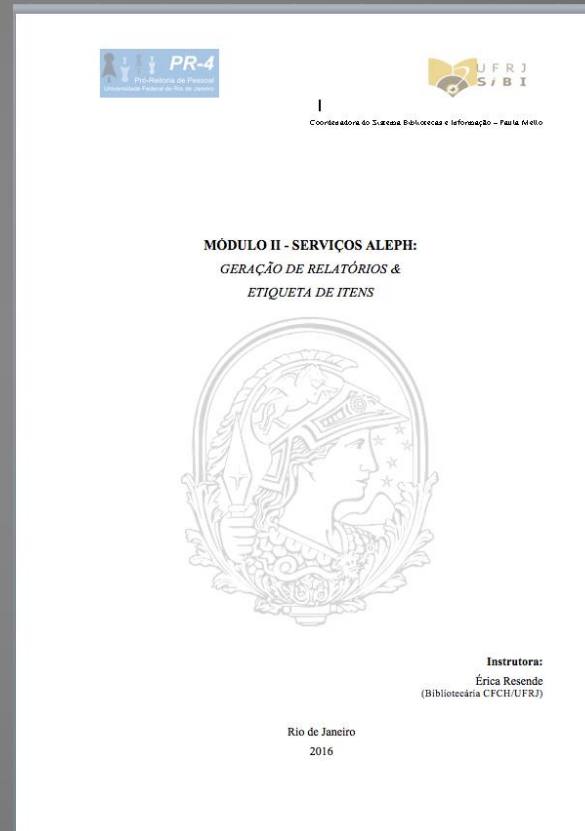 PR-4
Pró-Reitoria de Pessoal
Universidade Federal do Rio de Janeiro
UFRJ
SiBI
Coordenadora do Sistema Bibliotecas e Informação – Paula Mello
MÓDULO II - SERVIÇOS ALEPH:
GERAÇÃO DE RELATÓRIOS &
ETIQUETA DE ITENS
Instrutora:
Érica Resende
(Bibliotecária CFCH/UFRJ)
Rio de Janeiro
2016